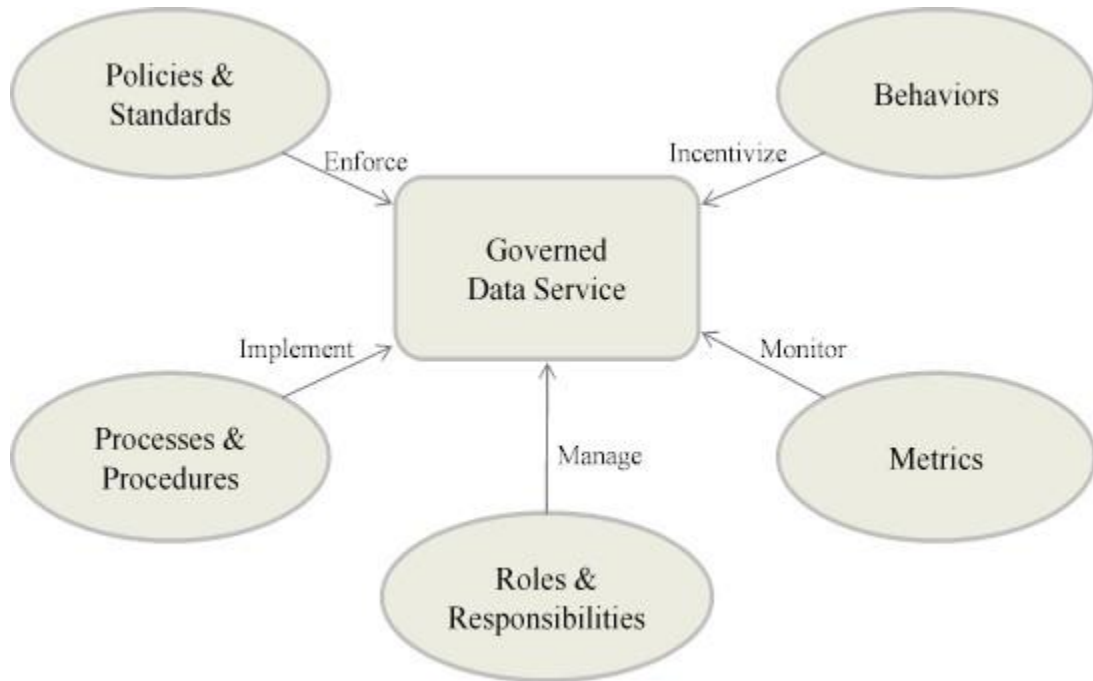 Policies &
Standards
Behaviors
Enforce
Incentivize
Governed
Data Service
Implement
Monitor
Processes &
Procedures
Manage
Metrics
Roles &
Responsibilities